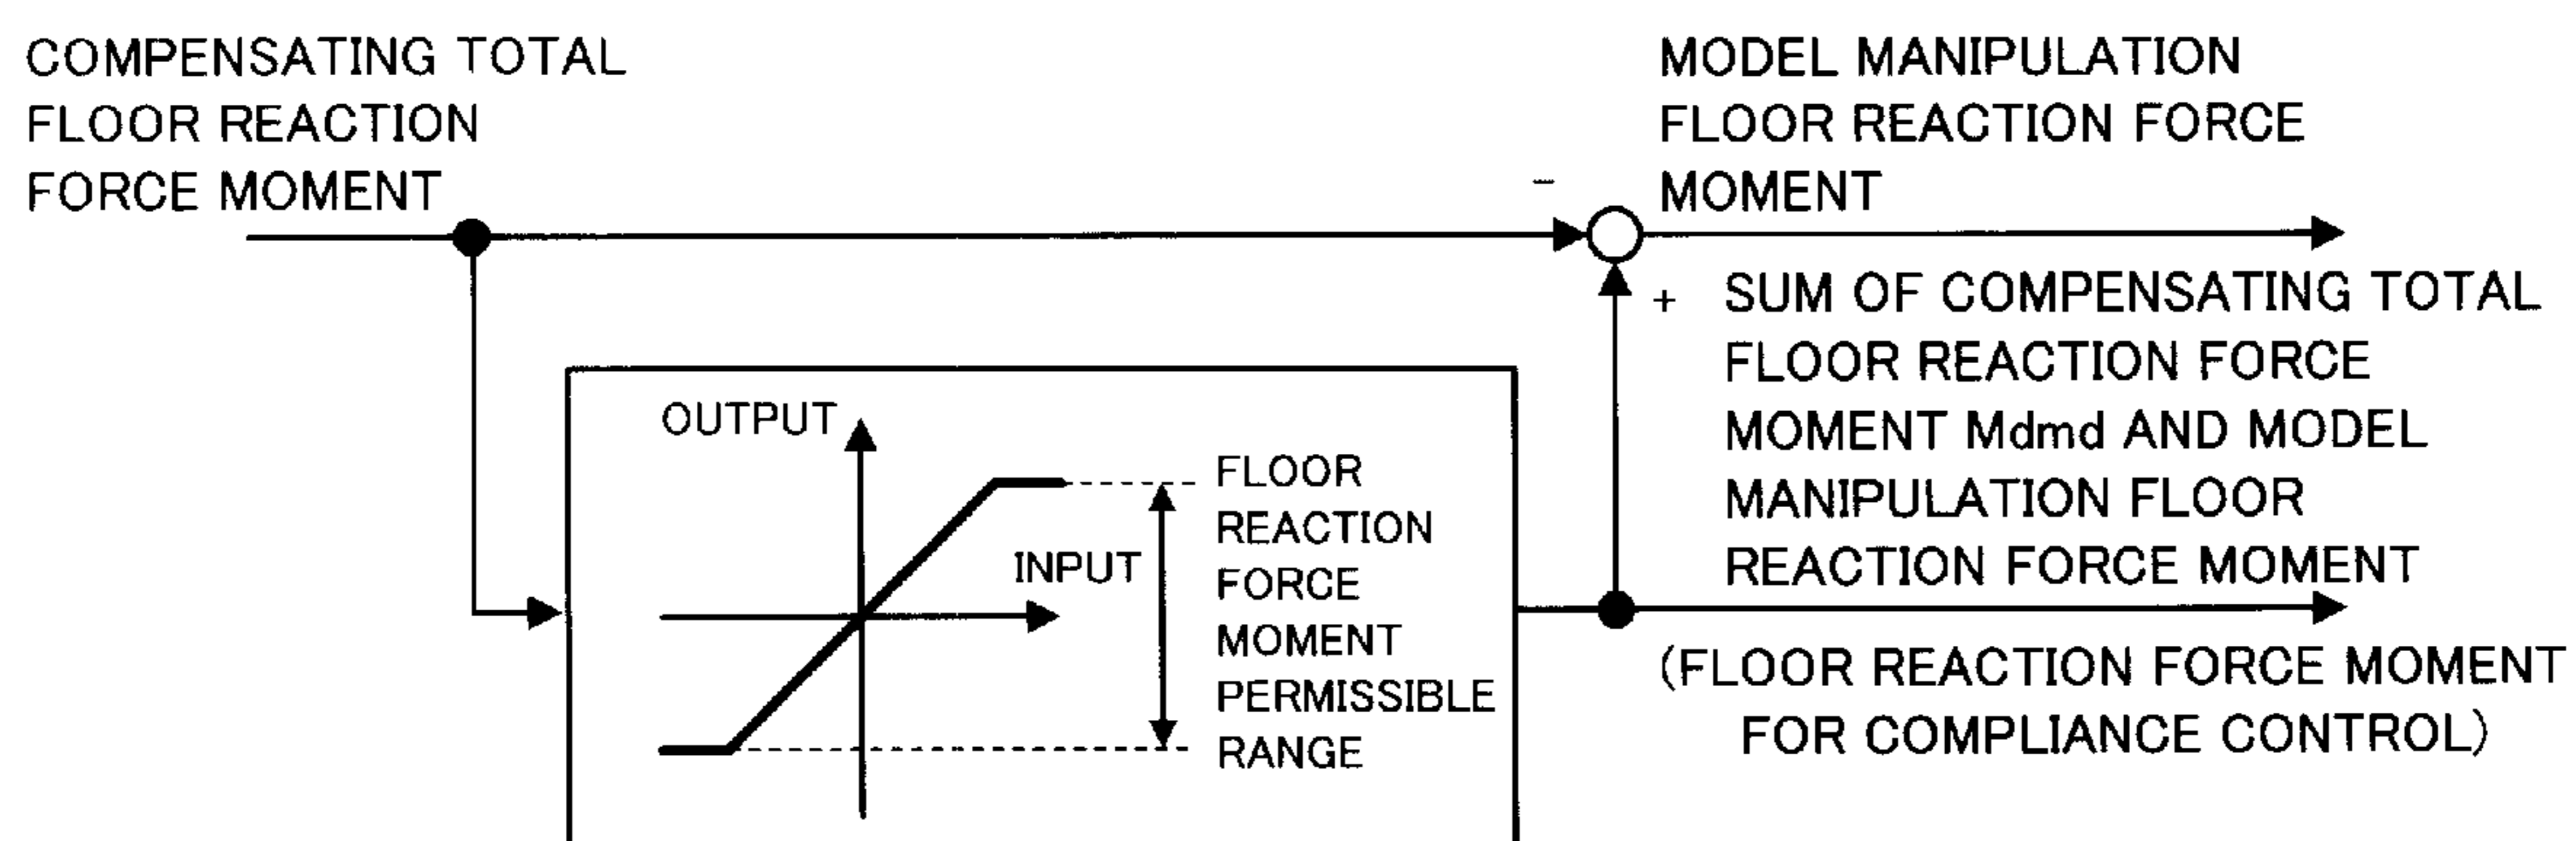 COMPENSATING TOTAL
FLOOR REACTION
FORCE MOMENT
MODEL MANIPULATION
FLOOR REACTION FORCE
MOMENT
−
+
SUM OF COMPENSATING TOTAL
FLOOR REACTION FORCE
MOMENT Mdmd AND MODEL
MANIPULATION FLOOR
REACTION FORCE MOMENT
(FLOOR REACTION FORCE MOMENT
FOR COMPLIANCE CONTROL)
OUTPUT
INPUT
FLOOR
REACTION
FORCE
MOMENT
PERMISSIBLE
RANGE